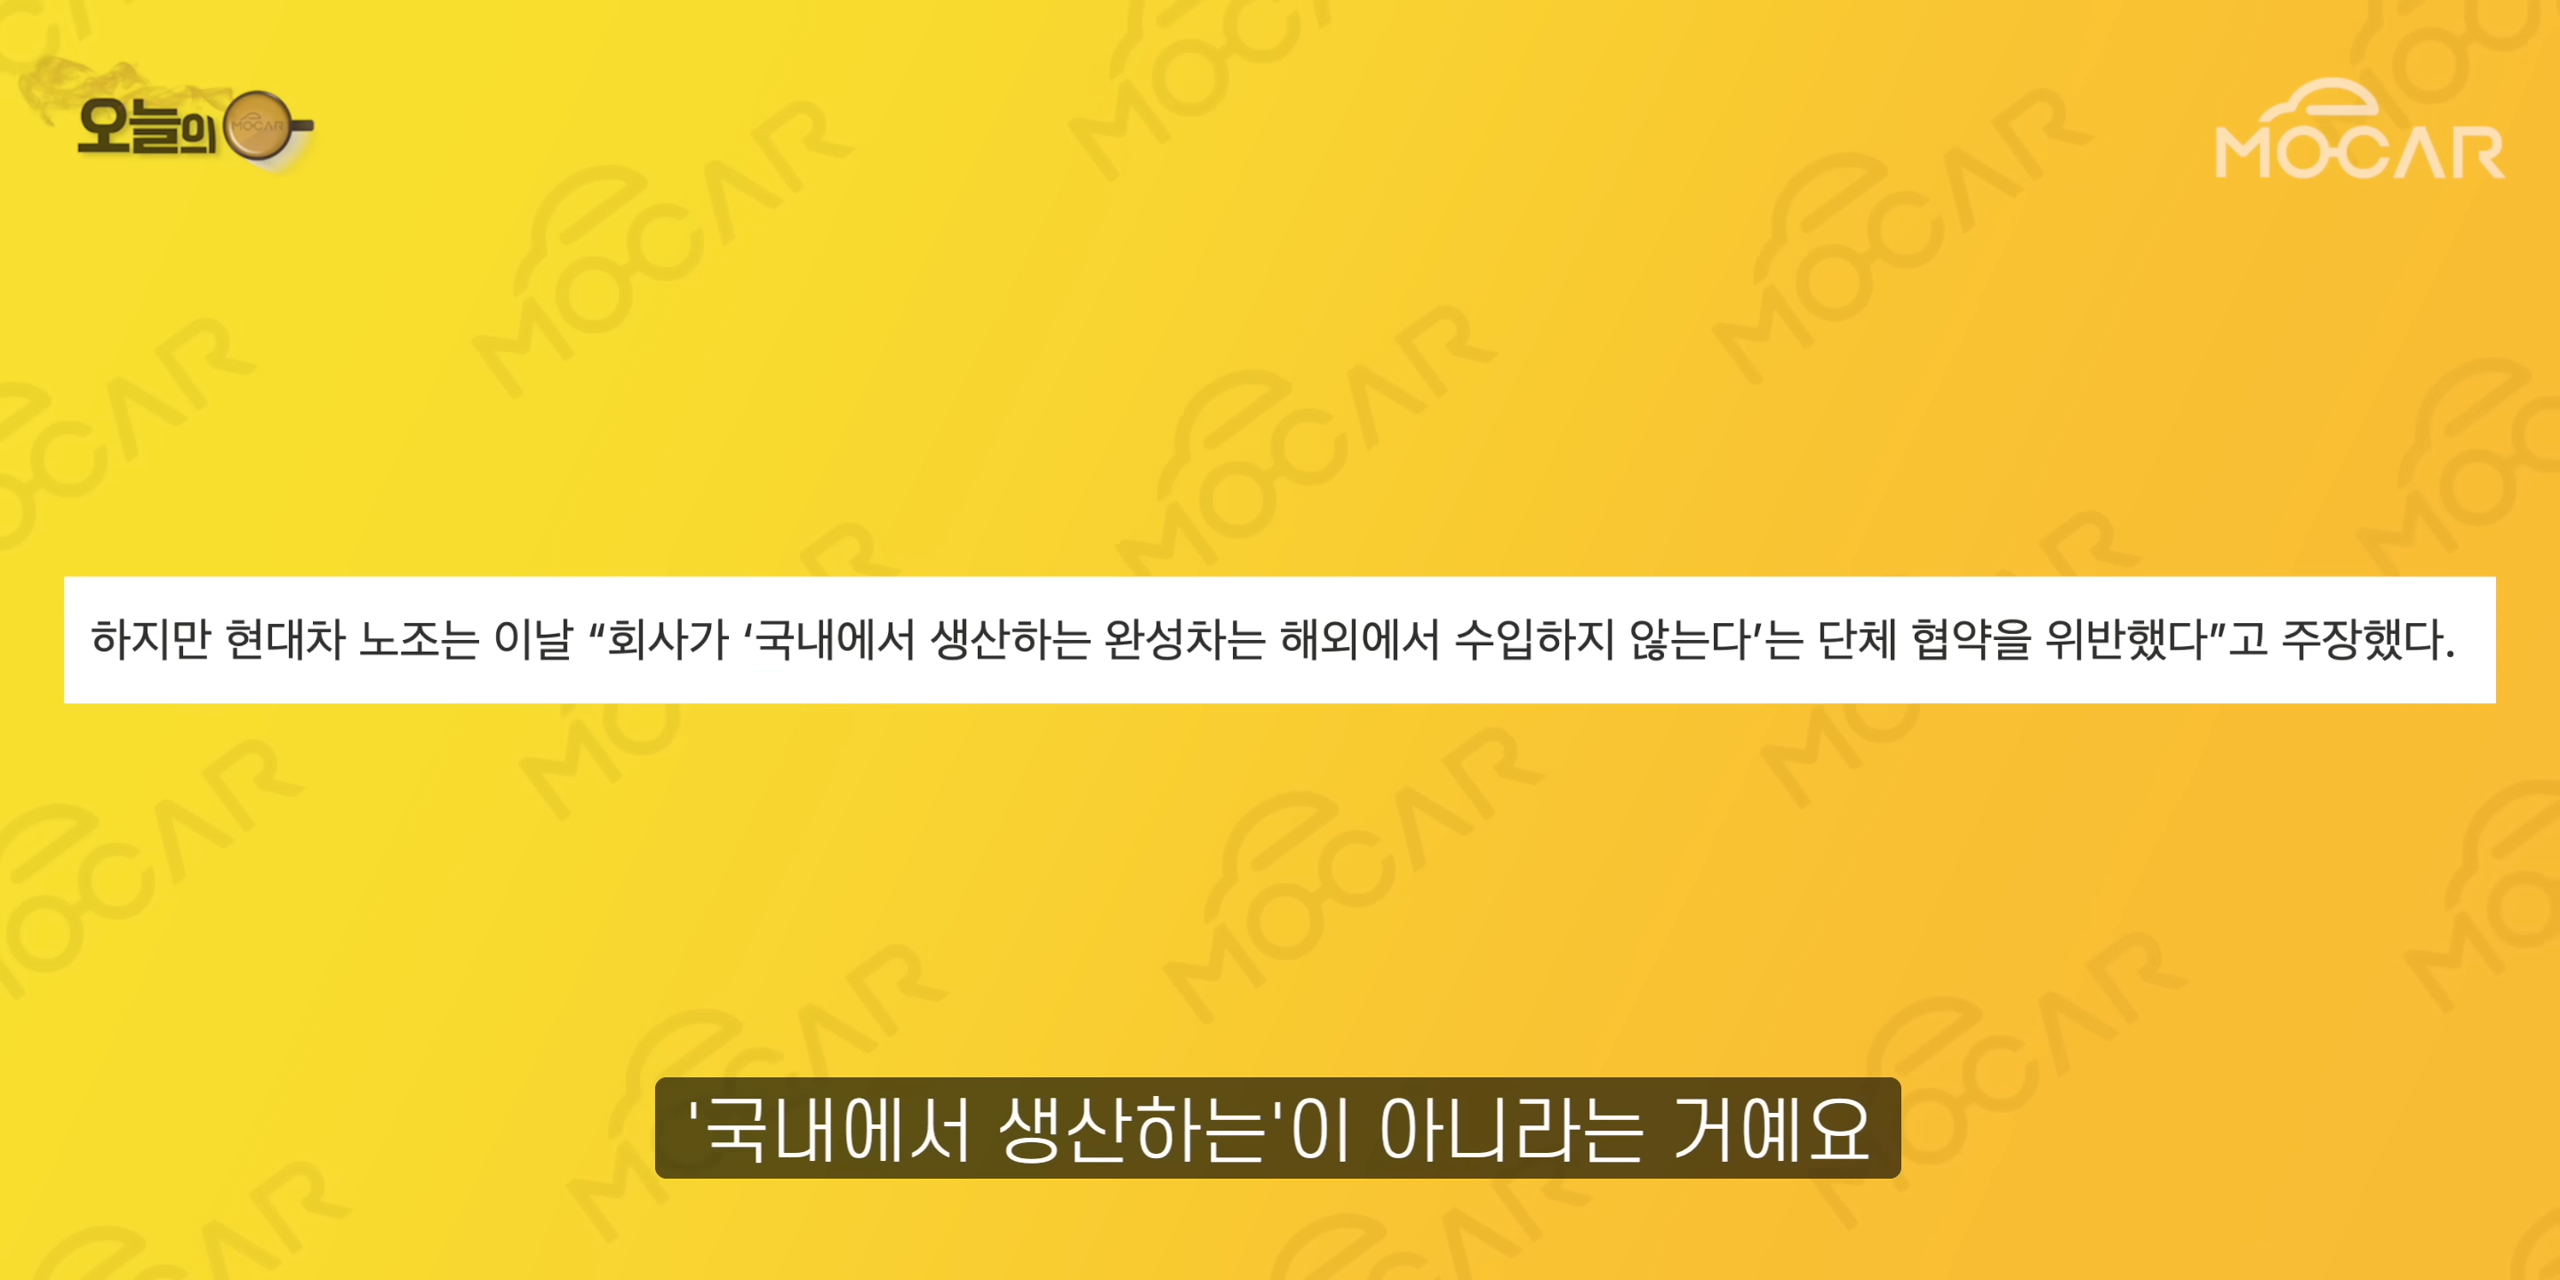 오늘의
MOCAR
MOCAR
하지만 현대차 노조는 이날 “회사가 ‘국내에서 생산하는 완성차는 해외에서 수입하지 않는다’는 단체 협약을 위반했다”고 주장했다.
'국내에서 생산하는'이 아니라는 거예요